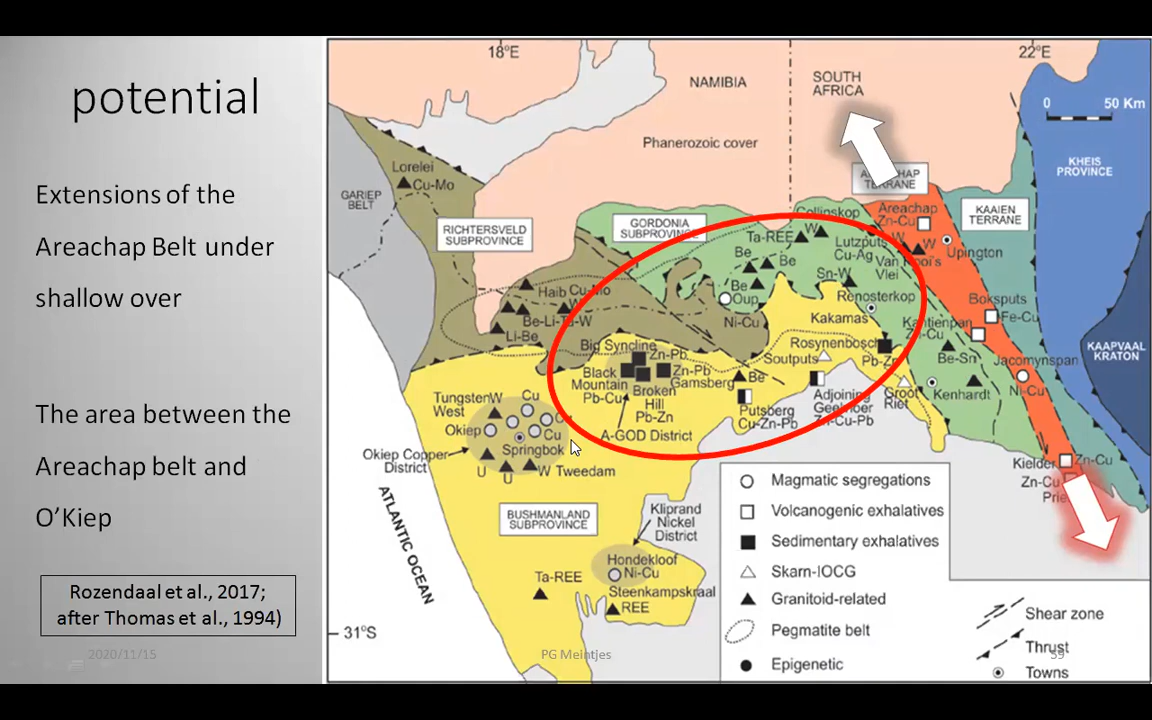 potential
Extensions of the
Areachap Belt under
shallow over
The area between the
Areachap belt and
O'Kiep
Rozendaal et al., 2017;
after Thomas et al., 1994)
2020/11/15
PG Meintjes
59
18°E
22°E
NAMIBIA
SOUTH
AFRICA
0 50 Km
Phanerozoic cover
KHEIS
PROVINCE
Lorelei
Cu-Mo
GARIEP
BELT
TERRANE
RICHTERSVELD
SUBPROVINCE
GORDONIA
SUBPROVINCE
Collinskop
Areachap
Zn-Cu
KAAIEN
TERRANE
Ta-REE
W
Lutzputs
Cu-Ag
Van
Vlei
W
W
Rooi's
Upington
Be
Be
Be
Sn-W
Oup
Renosterkop
Haib
Cu-Mo
W
Be-Li-Ta-W
Li-Be
Ni-Cu
Kakamas
Boksputs
Fe-Cu
Kantienpan
Zn-Cu
KAAPVAAL
KRATON
Big Syncline
Zn-Pb
Rosynenbosch
Pb-Zn
Soutputs
Be-Sn
Jacomynspan
Ni-Cu
Black
Mountain
Pb-Cu
Zn-Pb
Gamsberg
Broken
Hill
Pb-Zn
Be
Putsberg
Cu-Zn-Pb
Adjoining
Geelvloer
Zn-Cu-Pb
Groot
Riet
Kenhardt
A-GOD District
Tungsten
West
W
Cu
Okiep
Cu
Springbok
Okiep Copper
District
U
U
W
Tweedam
Kielder
Zn-Cu
Zn-Cu
ATLANTIC OCEAN
BUSHMANLAND
SUBPROVINCE
Kliprand
Nickel
District
Hondekloof
Ni-Cu
Ta-REE
Steenkampskraal
REE
31°S
Magmatic segregations
Volcanogenic exhalatives
Sedimentary exhalatives
Skarn-IOCG
Granitoid-related
Pegmatite belt
Epigenetic
Shear zone
Thrust
Towns